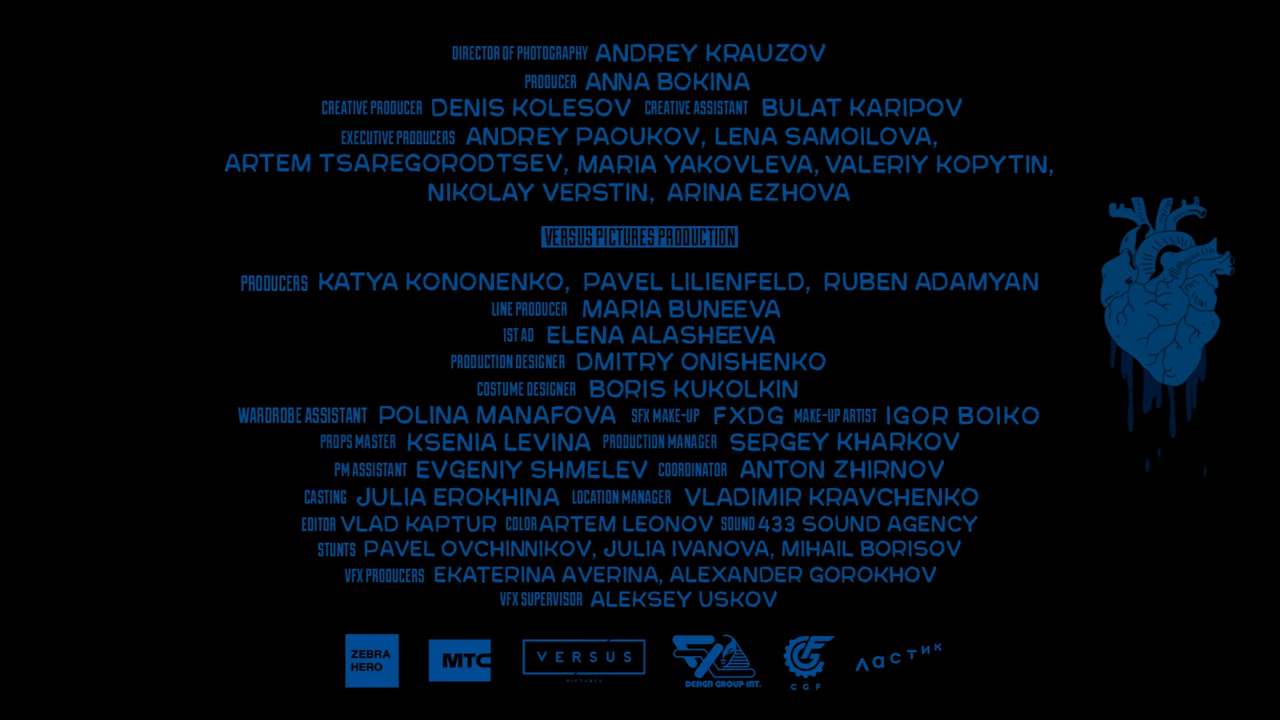 DIRECTOR OF PHOTOGRAPHY ANDREY KRAUZOV
PRODUCER ANNA BOKINA
CREATIVE PRODUCER DENIS KOLESOV CREATIVE ASSISTANT BULAT KARIPOV
EXECUTIVE PRODUCERS ANDREY PAOUKOV, LENA SAMOILOVA,
ARTEM TSAREGORODTSEV, MARIA YAKOVLEVA, VALERIY KOPYTIN,
NIKOLAY VERSTIN, ARINA EZHOVA
VERSUS PICTURES PRODUCTION
PRODUCERS KATYA KONONENKO, PAVEL LILIENFELD, RUBEN ADAMYAN
LINE PRODUCER MARIA BUNEEVA
1ST AD ELENA ALASHEEVA
PRODUCTION DESIGNER DMITRY ONISHENKO
COSTUME DESIGNER BORIS KUKOLKIN
WARDROBE ASSISTANT POLINA MANAFOVA SFX MAKE-UP FXDG MAKE-UP ARTIST IGOR BOIKO
PROPS MASTER KSENIA LEVINA PRODUCTION MANAGER SERGEY KHARKOV
PM ASSISTANT EVGENIY SHMELEV COORDINATOR ANTON ZHIRNOV
CASTING JULIA EROKHINA LOCATION MANAGER VLADIMIR KRAVCHENKO
EDITOR VLAD KAPTUR COLOR ARTEM LEONOV SOUND 433 SOUND AGENCY
STUNTS PAVEL OVCHINNIKOV, JULIA IVANOVA, MIHAIL BORISOV
VFX PRODUCERS EKATERINA AVERINA, ALEXANDER GOROKHOV
VFX SUPERVISOR ALEKSEY USKOV
ZEBRA HERO МТС VERSUS PICTURES FX DESIGN GROUP INT. CGF ластик